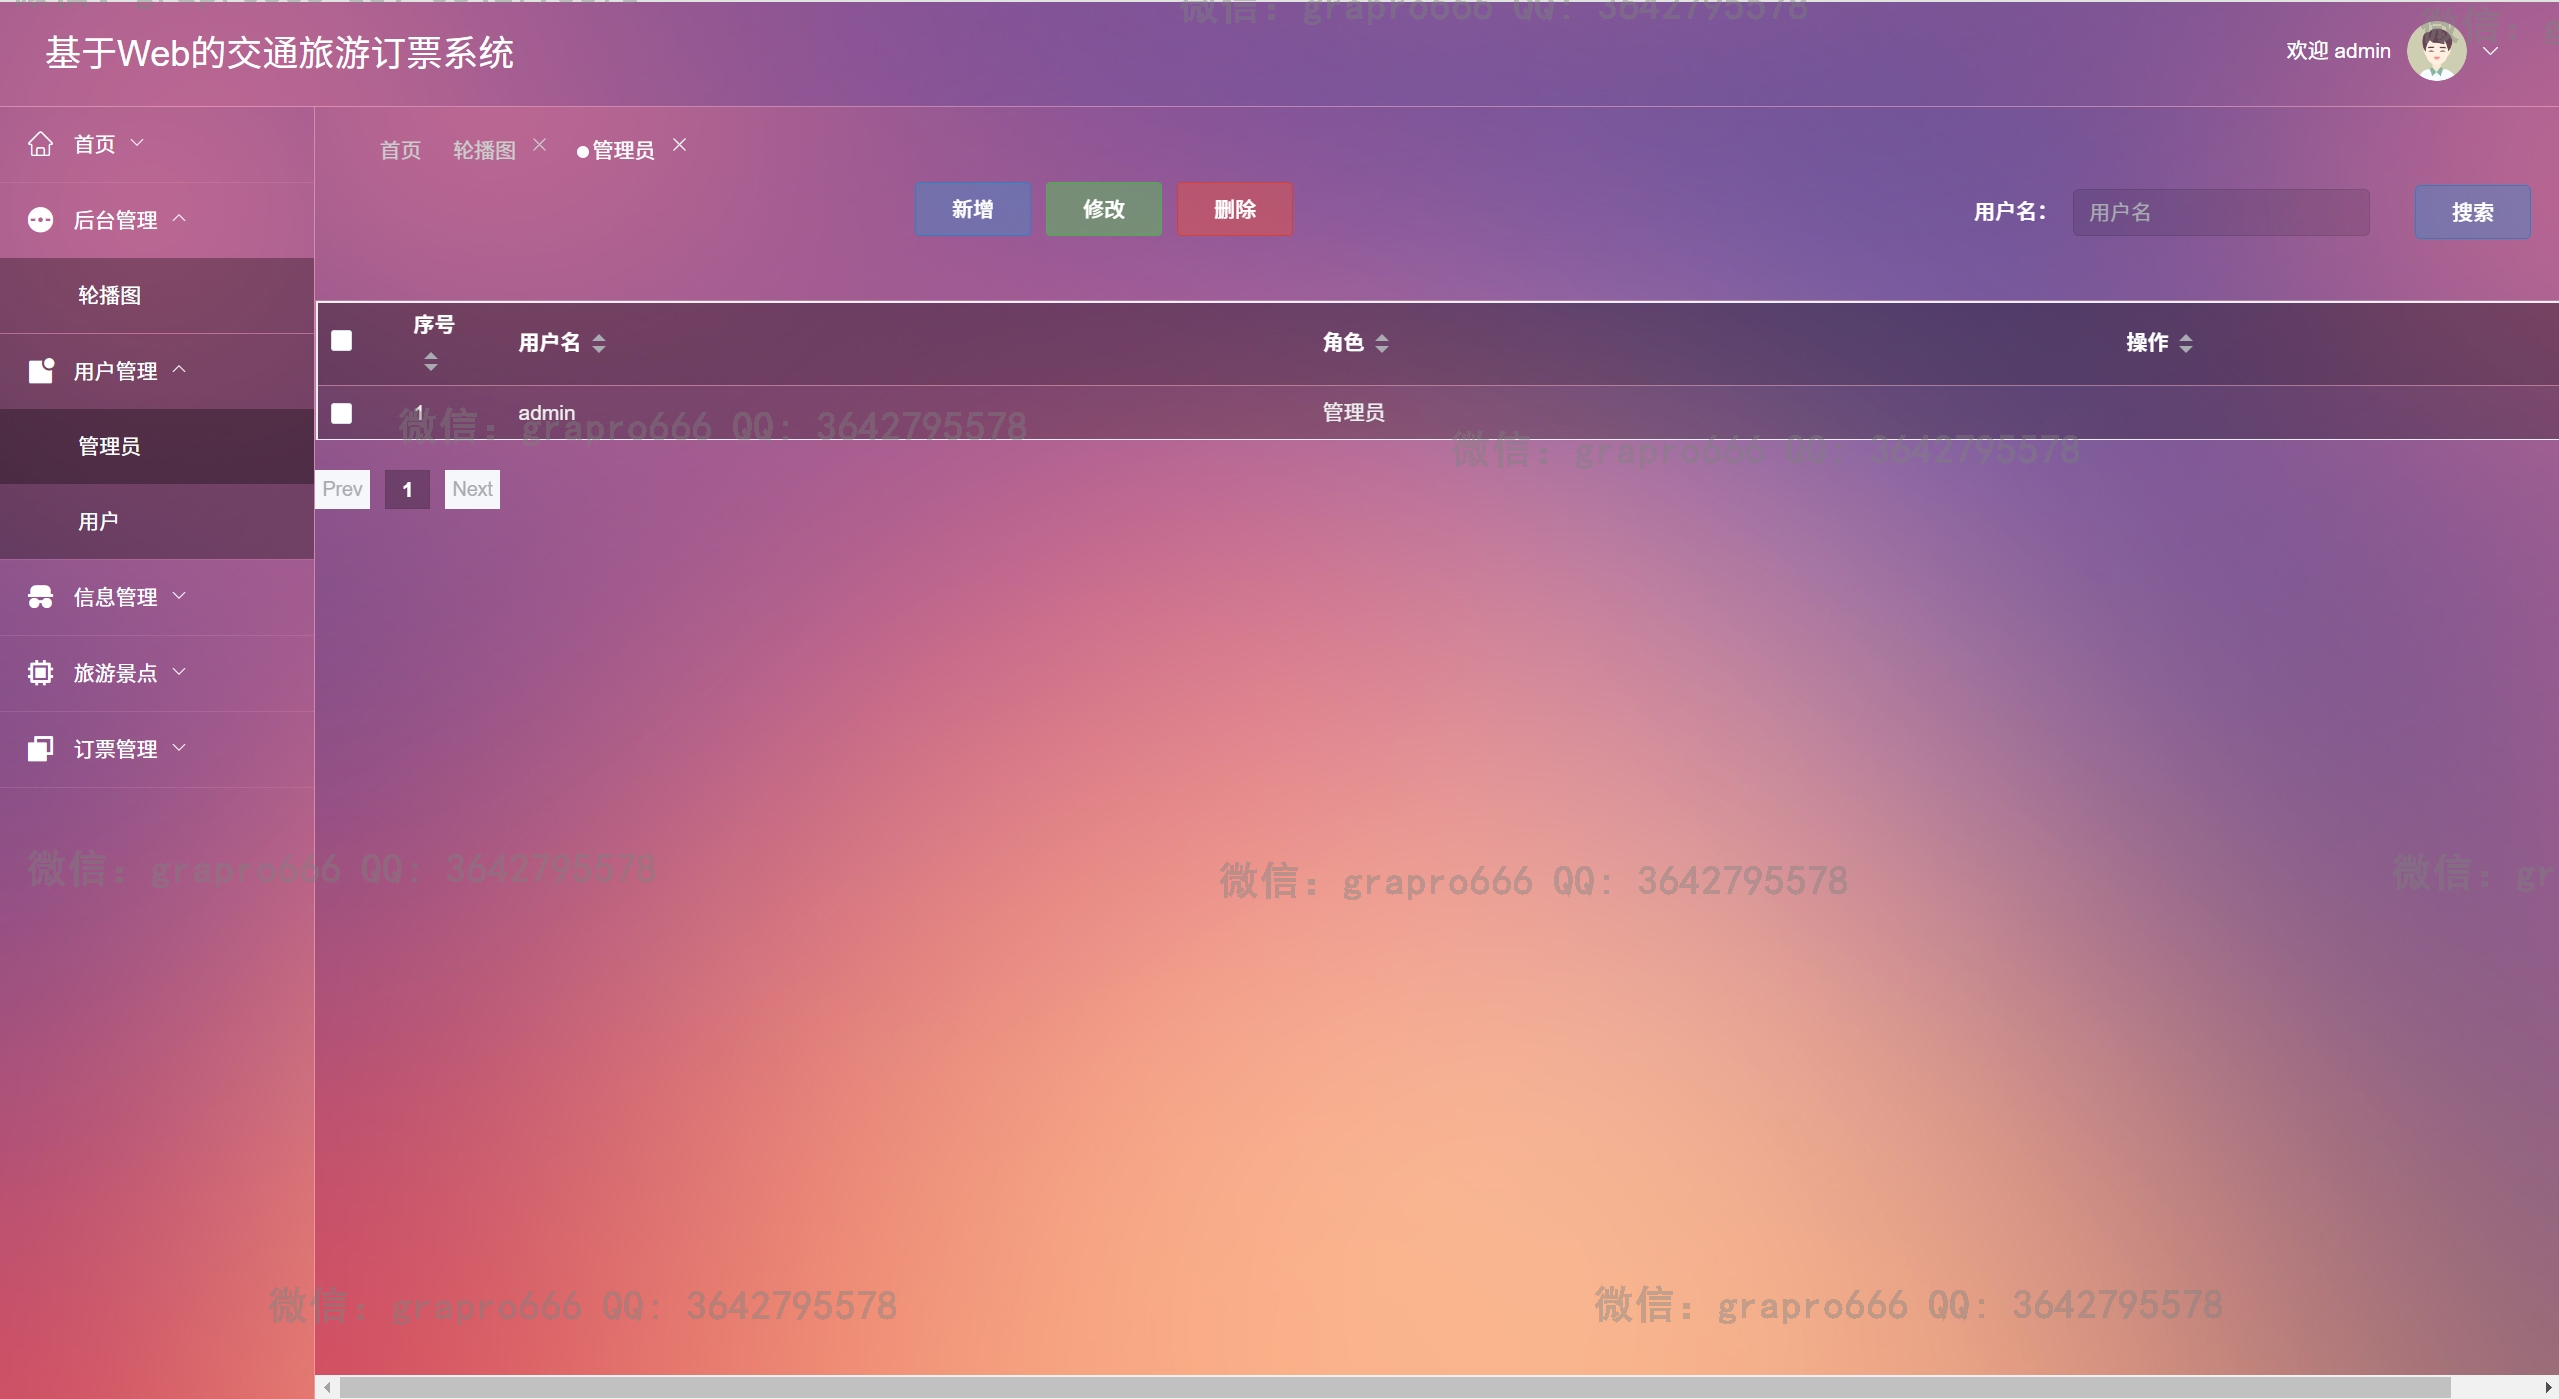 微信：grapro666 QQ: 3642795578
基于Web的交通旅游订票系统
欢迎 admin
首页
后台管理
轮播图
用户管理
管理员
用户
信息管理
旅游景点
订票管理
首页 轮播图 管理员
新增 修改 删除
用户名： 用户名 搜索
序号 用户名 角色 操作
1 admin 管理员
微信：grapro666 QQ: 3642795578
微信：grapro666 QQ: 3642795578
Prev 1 Next
微信：grapro666 QQ: 3642795578
微信：grapro666 QQ: 3642795578
微信：gr
微信：grapro666 QQ: 3642795578
微信：grapro666 QQ: 3642795578